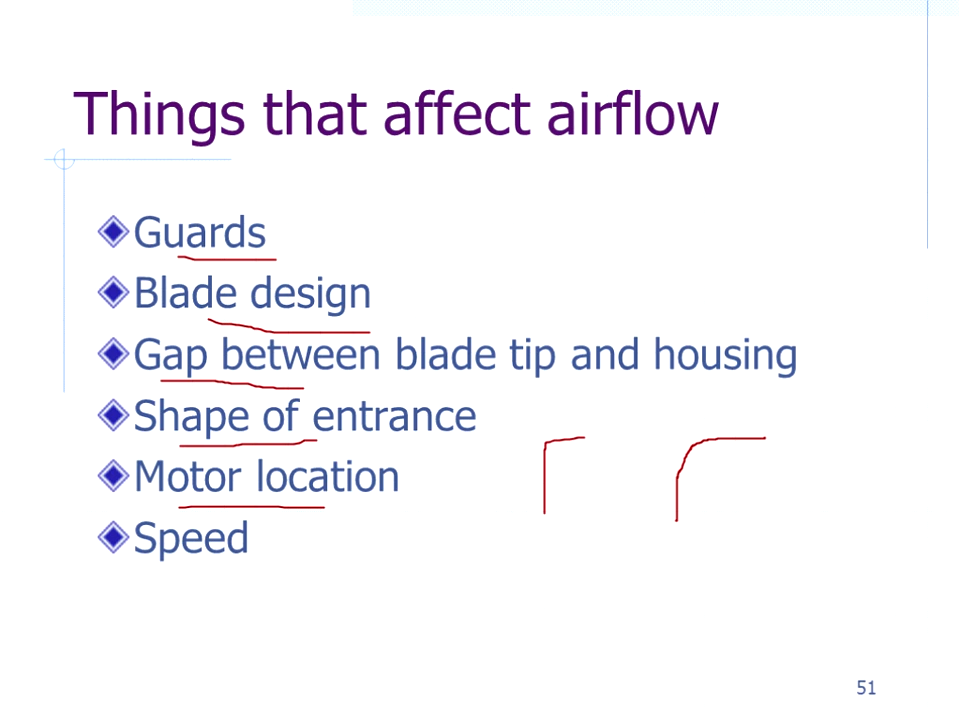 Things that affect airflow
Guards
Blade design
Gap between blade tip and housing
Shape of entrance
Motor location
Speed
51